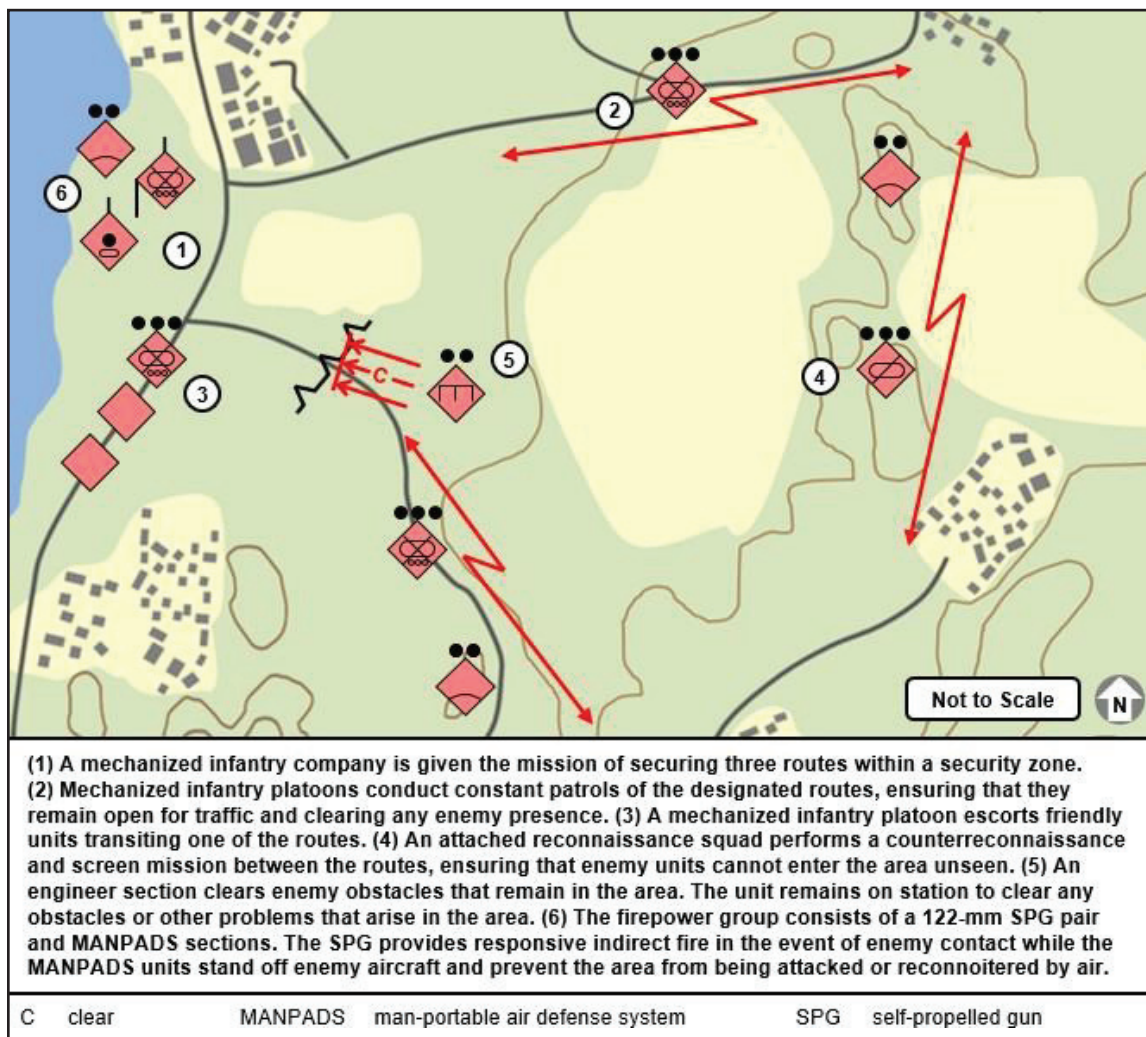 2
6
1
3
5
C
4
Not to Scale
N
(1) A mechanized infantry company is given the mission of securing three routes within a security zone.
(2) Mechanized infantry platoons conduct constant patrols of the designated routes, ensuring that they
remain open for traffic and clearing any enemy presence. (3) A mechanized infantry platoon escorts friendly
units transiting one of the routes. (4) An attached reconnaissance squad performs a counterreconnaissance
and screen mission between the routes, ensuring that enemy units cannot enter the area unseen. (5) An
engineer section clears enemy obstacles that remain in the area. The unit remains on station to clear any
obstacles or other problems that arise in the area. (6) The firepower group consists of a 122-mm SPG pair
and MANPADS sections. The SPG provides responsive indirect fire in the event of enemy contact while the
MANPADS units stand off enemy aircraft and prevent the area from being attacked or reconnoitered by air.
C clear MANPADS man-portable air defense system SPG self-propelled gun